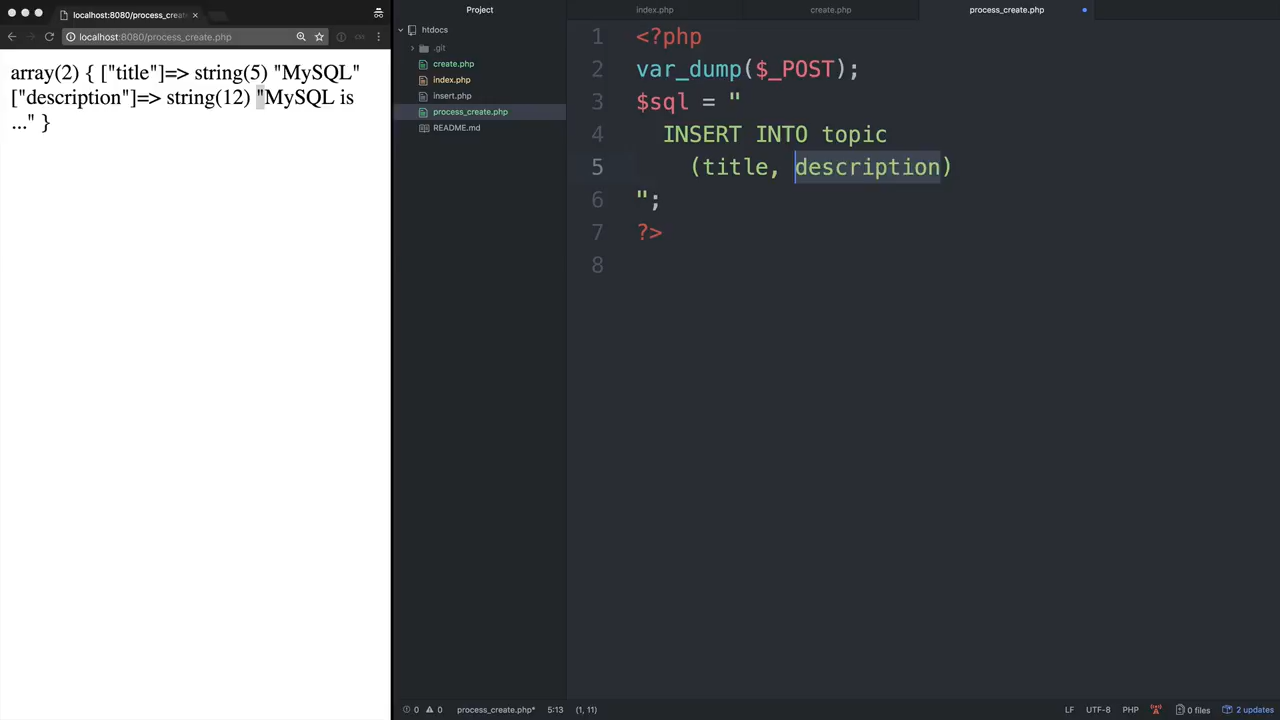 localhost:8080/process_create
localhost:8080/process_create.php
array(2) { ["title"]=> string(5) "MySQL"
["description"]=> string(12) "MySQL is
..." }
Project
htdocs
.git
create.php
index.php
insert.php
process_create.php
README.md
index.php
create.php
process_create.php
1 <?php
2 var_dump($_POST);
3 $sql = "
4 INSERT INTO topic
5 (title, description)
6 ";
7 ?>
8
0 0 process_create.php* 5:13 (1, 11)
LF UTF-8 PHP 0 files 2 updates